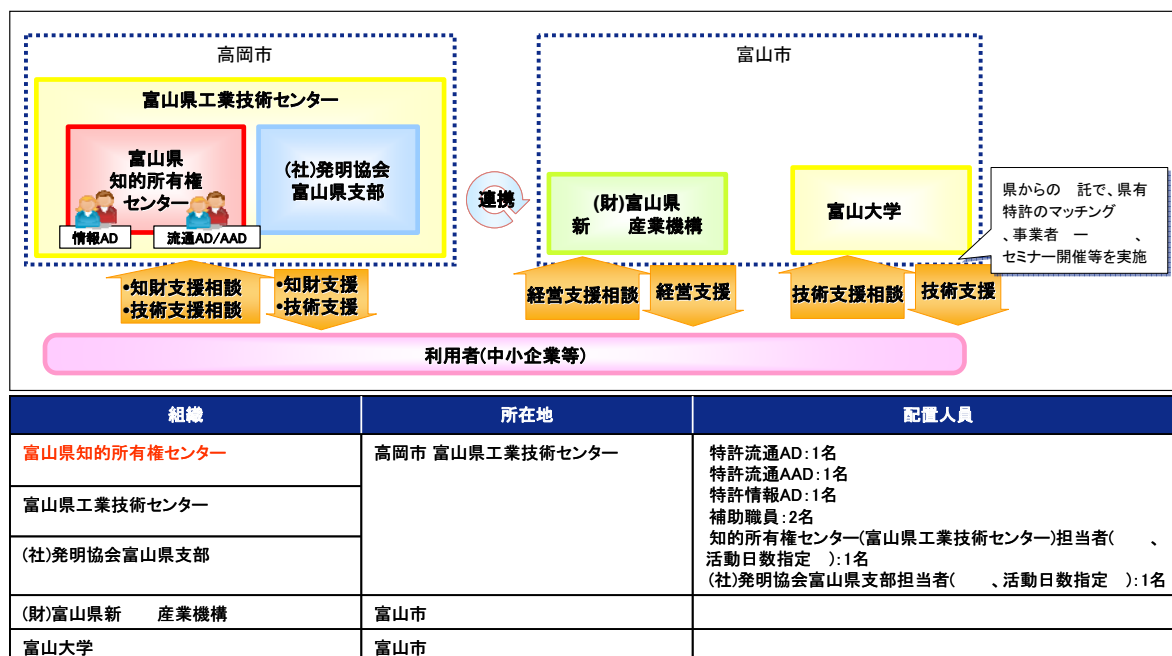 高岡市
富山市
富山県工業技術センター
富山県
知的所有権
センター
(社)発明協会
富山県支部
情報AD
流通AD/AAD
連携
(財)富山県
新　　産業機構
富山大学
県からの　託で、県有
特許のマッチング
、事業者　ー　　、
セミナー開催等を実施
•知財支援相談
•技術支援相談
•知財支援
•技術支援
経営支援相談
経営支援
技術支援相談
技術支援
利用者(中小企業等)
組織
所在地
配置人員
富山県知的所有権センター
高岡市 富山県工業技術センター
特許流通AD:1名
特許流通AAD:1名
特許情報AD:1名
補助職員:2名
知的所有権センター(富山県工業技術センター)担当者(　　、
活動日数指定　):1名
(社)発明協会富山県支部担当者(　　、活動日数指定　):1名
富山県工業技術センター
(社)発明協会富山県支部
(財)富山県新　　産業機構
富山市
富山大学
富山市